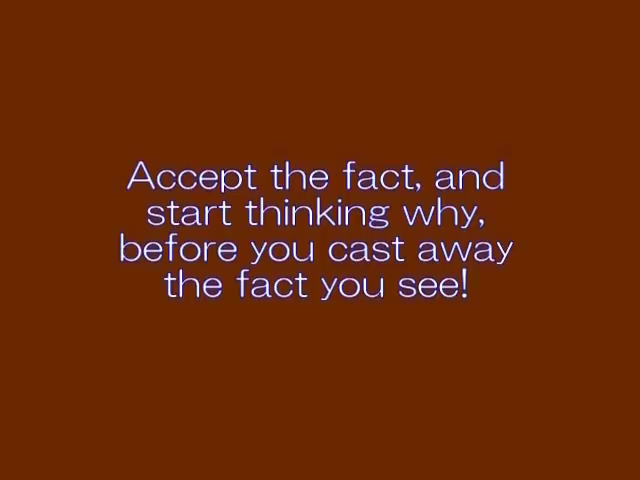 Accept the fact, and
start thinking why,
before you cast away
the fact you see!